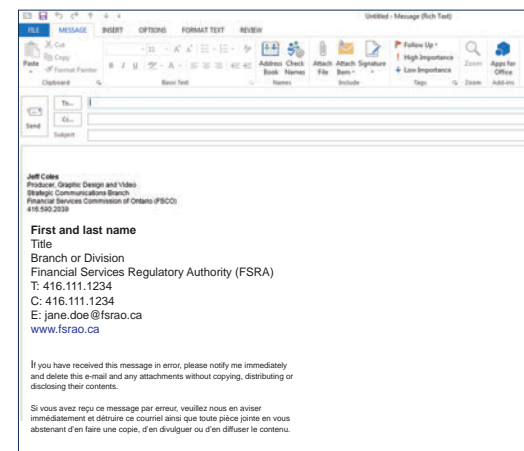 Untitled - Message (Rich Text)
FILE MESSAGE INSERT OPTIONS FORMAT TEXT REVIEW
Paste
Cut
Copy
Format Painter
Clipboard
B I U
Basic Text
Address Book
Check Names
Names
Attach File
Attach Item
Signature
Include
Follow Up
High Importance
Low Importance
Tags
Zoom
Zoom
Apps for Office
Add-ins
Send
To...
Cc...
Subject
Jeff Coles
Producer, Graphic Design and Video
Strategic Communications Branch
Financial Services Commission of Ontario (FSCO)
416.590.2039
First and last name
Title
Branch or Division
Financial Services Regulatory Authority (FSRA)
T: 416.111.1234
C: 416.111.1234
E: jane.doe@fsrao.ca
www.fsrao.ca
If you have received this message in error, please notify me immediately
and delete this e-mail and any attachments without copying, distributing or
disclosing their contents.
Si vous avez reçu ce message par erreur, veuillez nous en aviser
immédiatement et détruire ce courriel ainsi que toute pièce jointe en vous
abstenant d'en faire une copie, d'en divulguer ou d'en diffuser le contenu.